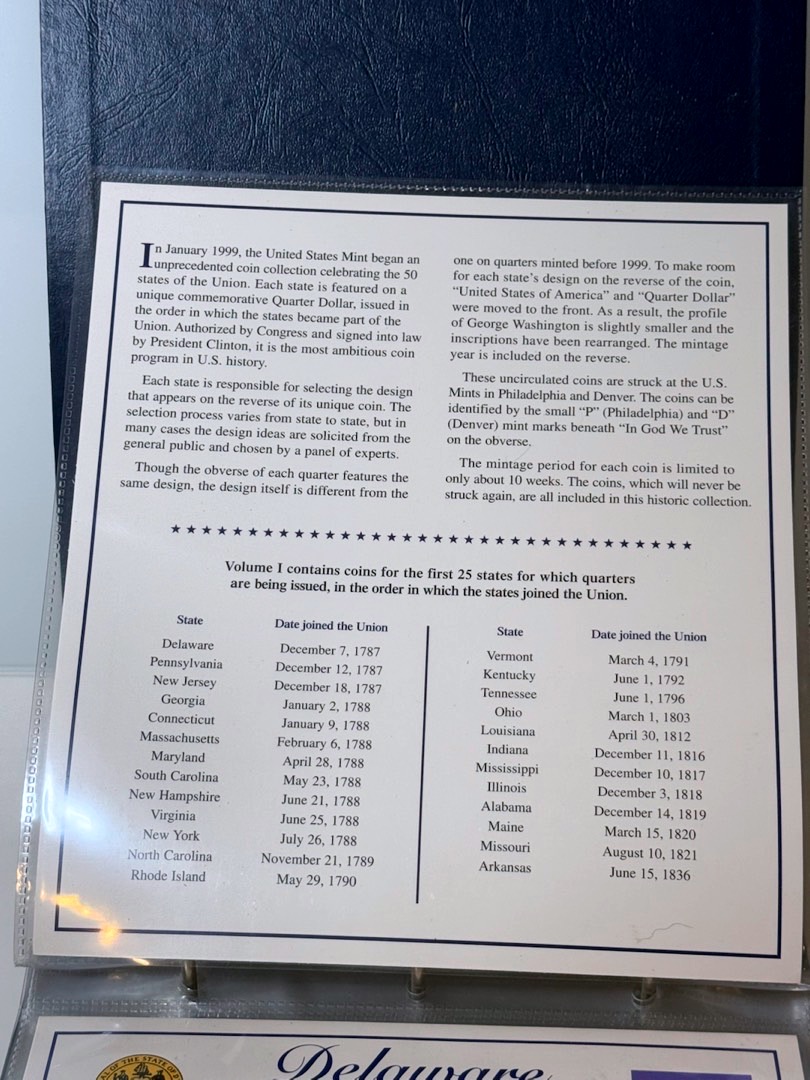 In January 1999, the United States Mint began an
unprecedented coin collection celebrating the 50
states of the Union. Each state is featured on a
unique commemorative Quarter Dollar, issued in
the order in which the states became part of the
Union. Authorized by Congress and signed into law
by President Clinton, it is the most ambitious coin
program in U.S. history.
Each state is responsible for selecting the design
that appears on the reverse of its unique coin. The
selection process varies from state to state, but in
many cases the design ideas are solicited from the
general public and chosen by a panel of experts.
Though the obverse of each quarter features the
same design, the design itself is different from the
one on quarters minted before 1999. To make room
for each state's design on the reverse of the coin,
“United States of America” and “Quarter Dollar”
were moved to the front. As a result, the profile
of George Washington is slightly smaller and the
inscriptions have been rearranged. The mintage
year is included on the reverse.
These uncirculated coins are struck at the U.S.
Mints in Philadelphia and Denver. The coins can be
identified by the small “P” (Philadelphia) and “D”
(Denver) mint marks beneath “In God We Trust”
on the obverse.
The mintage period for each coin is limited to
only about 10 weeks. The coins, which will never be
struck again, are all included in this historic collection.
Volume I contains coins for the first 25 states for which quarters
are being issued, in the order in which the states joined the Union.
State Date joined the Union
Delaware December 7, 1787
Pennsylvania December 12, 1787
New Jersey December 18, 1787
Georgia January 2, 1788
Connecticut January 9, 1788
Massachusetts February 6, 1788
Maryland April 28, 1788
South Carolina May 23, 1788
New Hampshire June 21, 1788
Virginia June 25, 1788
New York July 26, 1788
North Carolina November 21, 1789
Rhode Island May 29, 1790
State Date joined the Union
Vermont March 4, 1791
Kentucky June 1, 1792
Tennessee June 1, 1796
Ohio March 1, 1803
Louisiana April 30, 1812
Indiana December 11, 1816
Mississippi December 10, 1817
Illinois December 3, 1818
Alabama December 14, 1819
Maine March 15, 1820
Missouri August 10, 1821
Arkansas June 15, 1836
OF THE STATE
Delaware